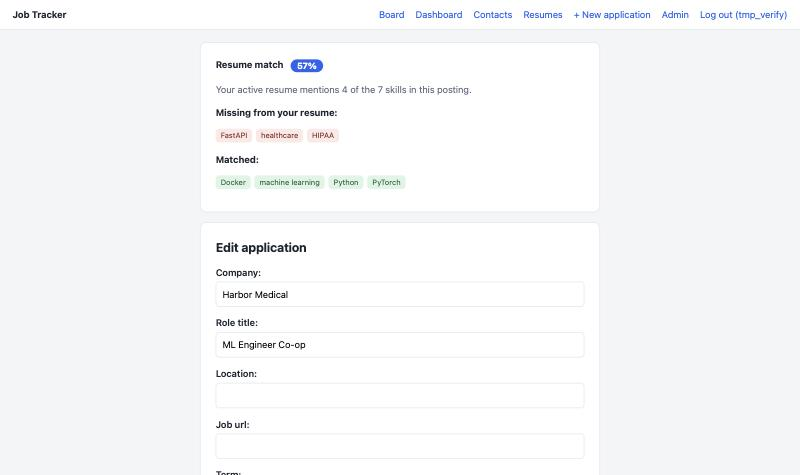 Job Tracker Board Dashboard Contacts Resumes + New application Admin Log out (tmp_verify)
Resume match 57%
Your active resume mentions 4 of the 7 skills in this posting.
Missing from your resume:
FastAPI healthcare HIPAA
Matched:
Docker machine learning Python PyTorch
Edit application
Company:
Harbor Medical
Role title:
ML Engineer Co-op
Location:
Job url:
Term: